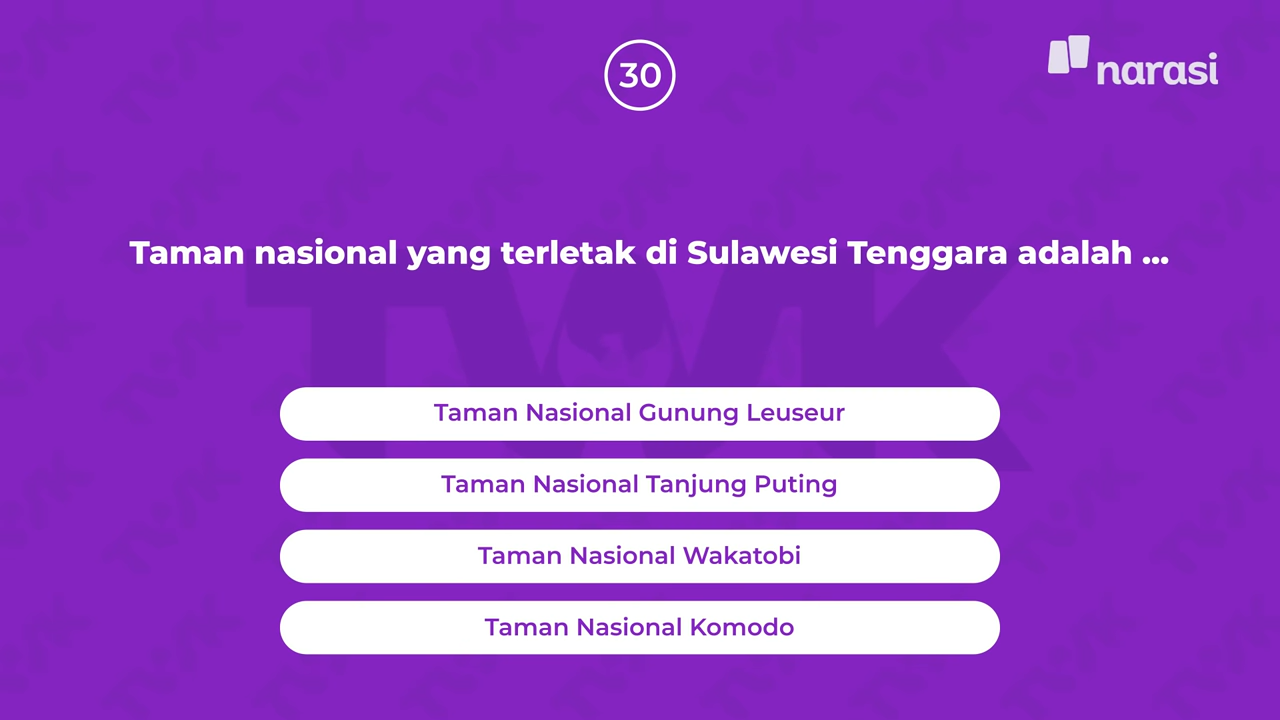 30
narasi
Taman nasional yang terletak di Sulawesi Tenggara adalah ...
TWK
Taman Nasional Gunung Leuseur
Taman Nasional Tanjung Puting
Taman Nasional Wakatobi
Taman Nasional Komodo